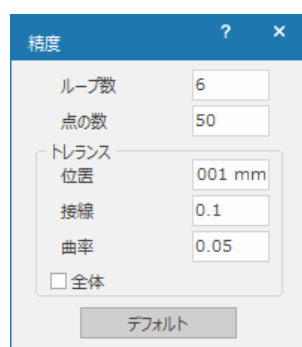 精度 ? ×
ループ数 6
点の数 50
トレランス
位置 001 mm
接線 0.1
曲率 0.05
全体
デフォルト